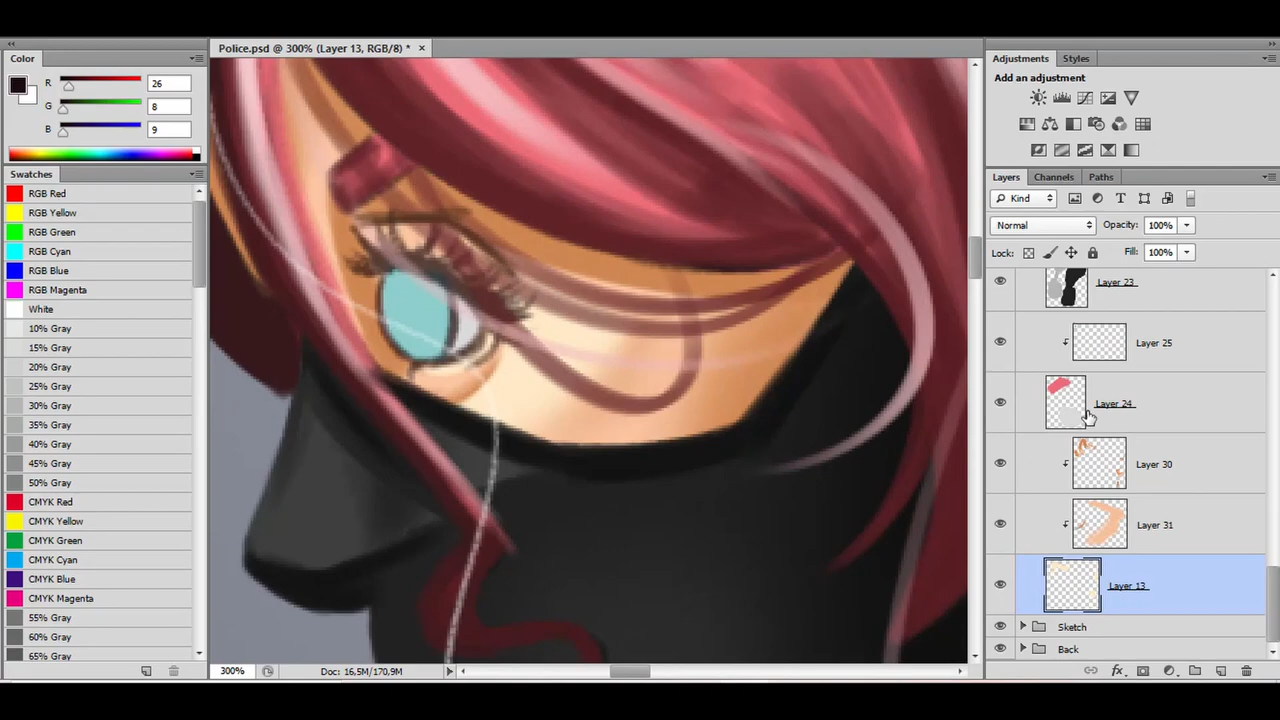 Police.psd @ 300% (Layer 13, RGB/8) *
Color
R 26
G 8
B 9
Swatches
RGB Red
RGB Yellow
RGB Green
RGB Cyan
RGB Blue
RGB Magenta
White
10% Gray
15% Gray
20% Gray
25% Gray
30% Gray
35% Gray
40% Gray
45% Gray
50% Gray
CMYK Red
CMYK Yellow
CMYK Green
CMYK Cyan
CMYK Blue
CMYK Magenta
55% Gray
60% Gray
65% Gray
300%
Doc: 16,5M/170,9M
Adjustments Styles
Add an adjustment
Layers Channels Paths
Kind
Normal Opacity: 100%
Lock: Fill: 100%
Layer 23
Layer 25
Layer 24
Layer 30
Layer 31
Layer 13
Sketch
Back
fx